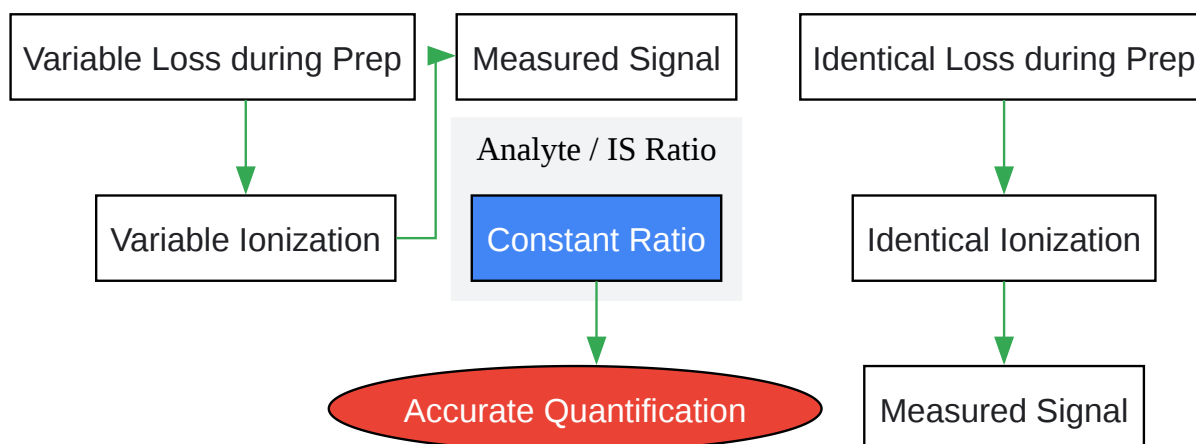 Variable Loss during Prep
Measured Signal
Identical Loss during Prep
Analyte / IS Ratio
Variable Ionization
Constant Ratio
Identical Ionization
Accurate Quantification
Measured Signal